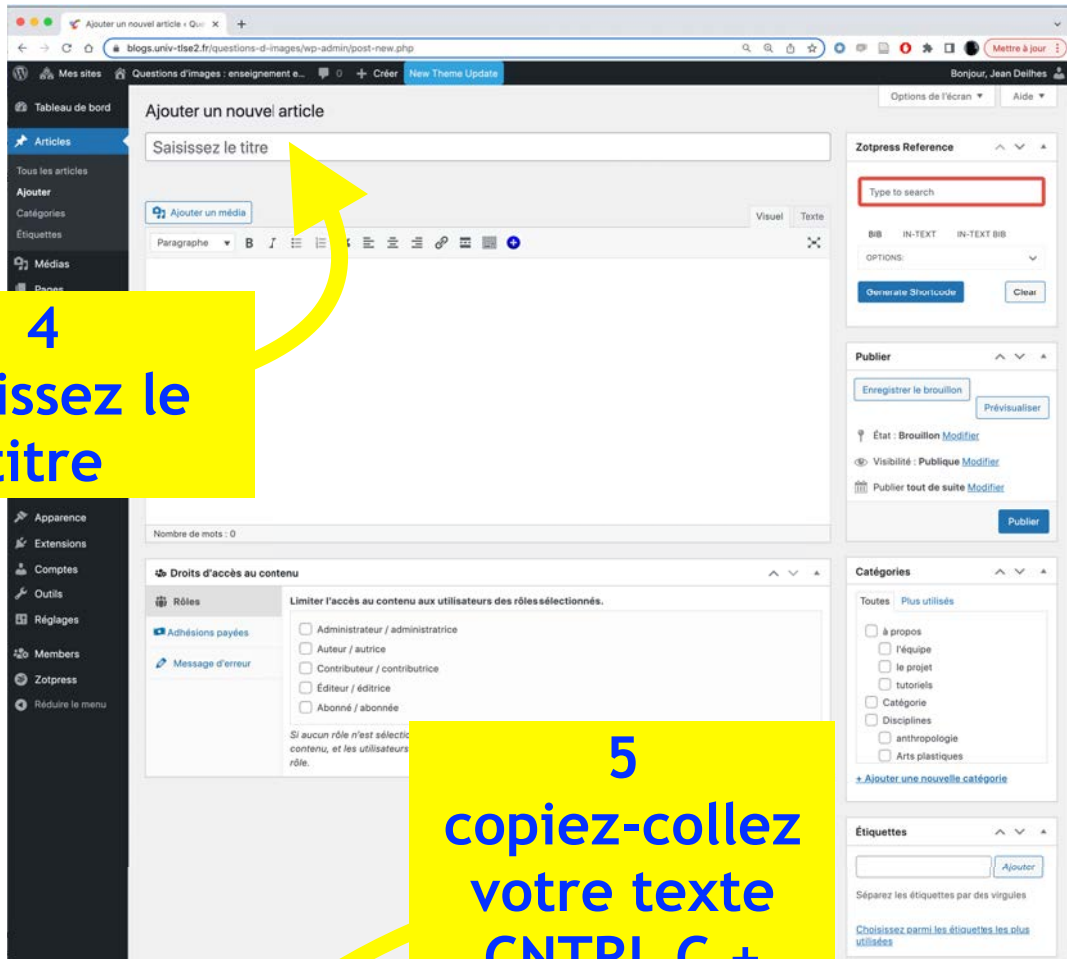 Ajouter un nouvel article ‹ Que
blogs.univ-tlse2.fr/questions-d-images/wp-admin/post-new.php
Mettre à jour
Mes sites Questions d'images : enseignement e... 0 + Créer New Theme Update Bonjour, Jean Deilhes
Options de l'écran Aide
Tableau de bord
Articles
Tous les articles
Ajouter
Catégories
Étiquettes
Médias
Pages
Apparence
Extensions
Comptes
Outils
Réglages
Members
Zotpress
Réduire le menu
Ajouter un nouvel article
Saisissez le titre
Ajouter un média
Visuel Texte
Paragraphe B I
4
issez le
titre
Nombre de mots : 0
Droits d'accès au contenu
Rôles
Adhésions payées
Message d'erreur
Limiter l'accès au contenu aux utilisateurs des rôles sélectionnés.
Administrateur / administratrice
Auteur / autrice
Contributeur / contributrice
Éditeur / éditrice
Abonné / abonnée
Si aucun rôle n'est sélectio
contenu, et les utilisateurs
rôle.
5
copiez-collez
votre texte
CNTRL C +
Zotpress Reference
Type to search
BIB IN-TEXT IN-TEXT BIB
OPTIONS:
Generate Shortcode Clear
Publier
Enregistrer le brouillon
Prévisualiser
État : Brouillon Modifier
Visibilité : Publique Modifier
Publier tout de suite Modifier
Publier
Catégories
Toutes Plus utilisés
à propos
l'équipe
le projet
tutoriels
Catégorie
Disciplines
anthropologie
Arts plastiques
+ Ajouter une nouvelle catégorie
Étiquettes
Ajouter
Séparez les étiquettes par des virgules
Choisissez parmi les étiquettes les plus
utilisées